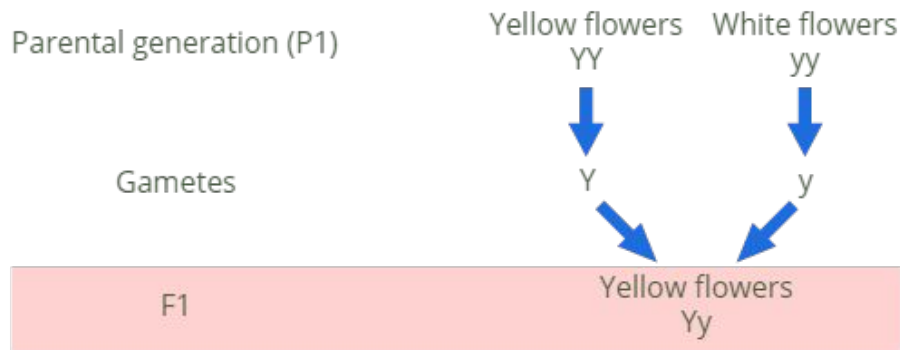 Parental generation (P1)
Yellow flowers White flowers
YY yy
Gametes
Y y
F1
Yellow flowers
Yy